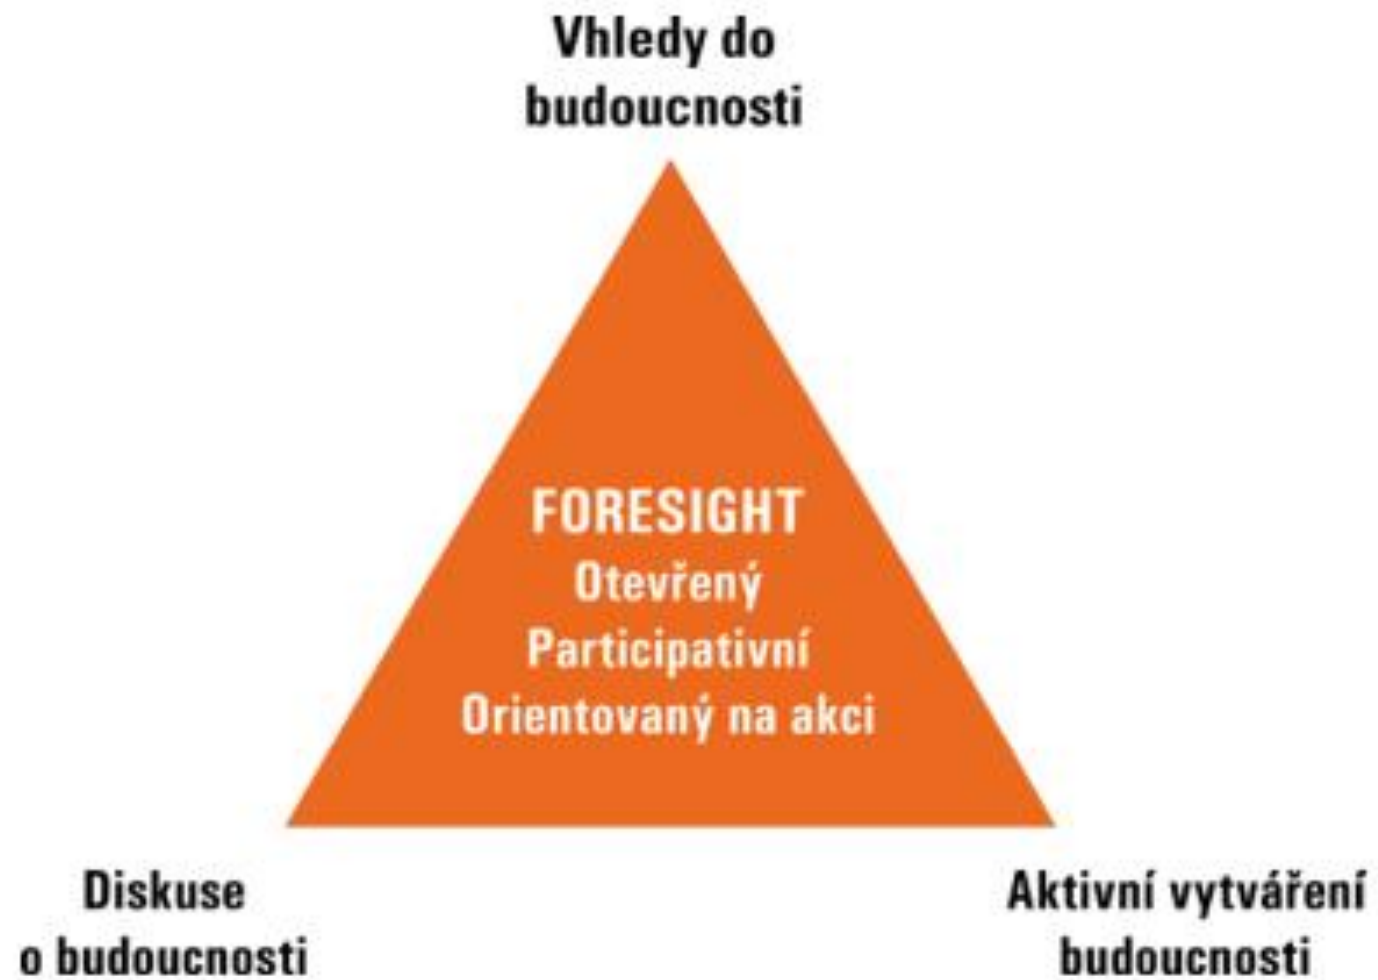 Vhledy do
budoucnosti
FORESIGHT
Otevřený
Participativní
Orientovaný na akci
Diskuse
o budoucnosti
Aktivní vytváření
budoucnosti